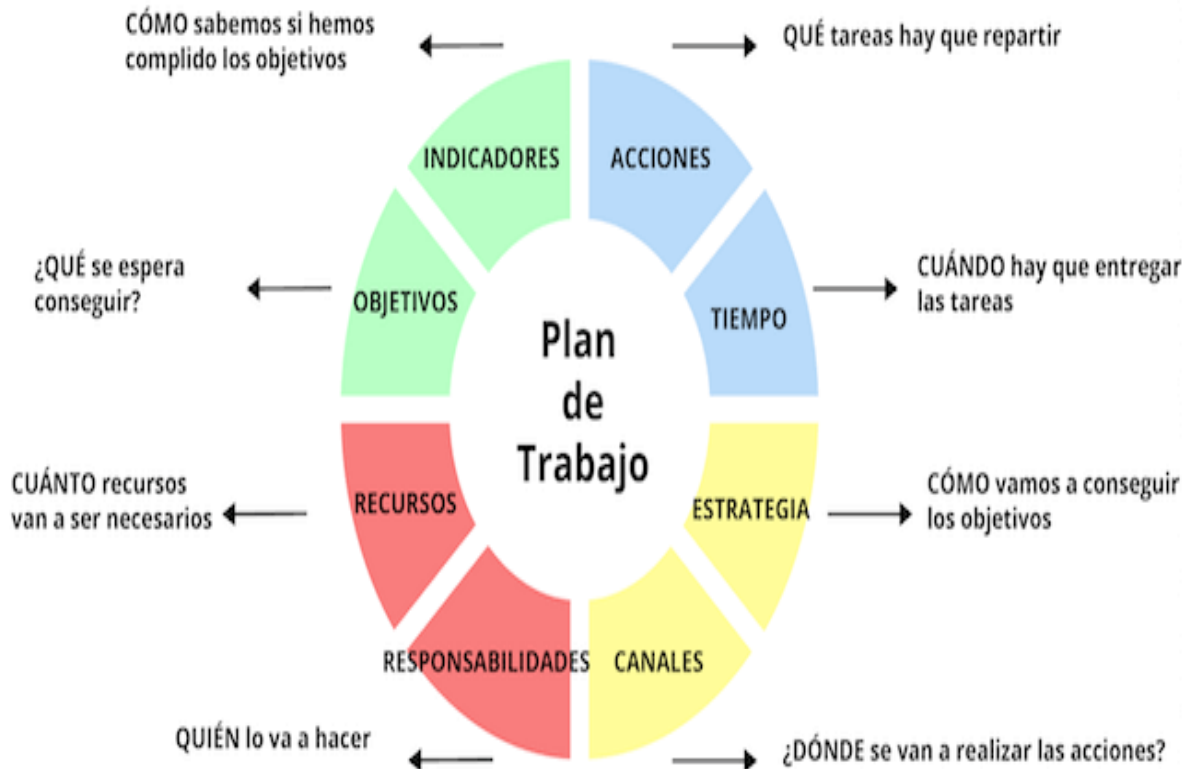 CÓMO sabemos si hemos
complido los objetivos
QUÉ tareas hay que repartir
INDICADORES
ACCIONES
¿QUÉ se espera
conseguir?
OBJETIVOS
TIEMPO
CUÁNDO hay que entregar
las tareas
Plan
de
Trabajo
CUÁNTO recursos
van a ser necesarios
RECURSOS
ESTRATEGIA
CÓMO vamos a conseguir
los objetivos
RESPONSABILIDADES
CANALES
QUIÉN lo va a hacer
¿DÓNDE se van a realizar las acciones?